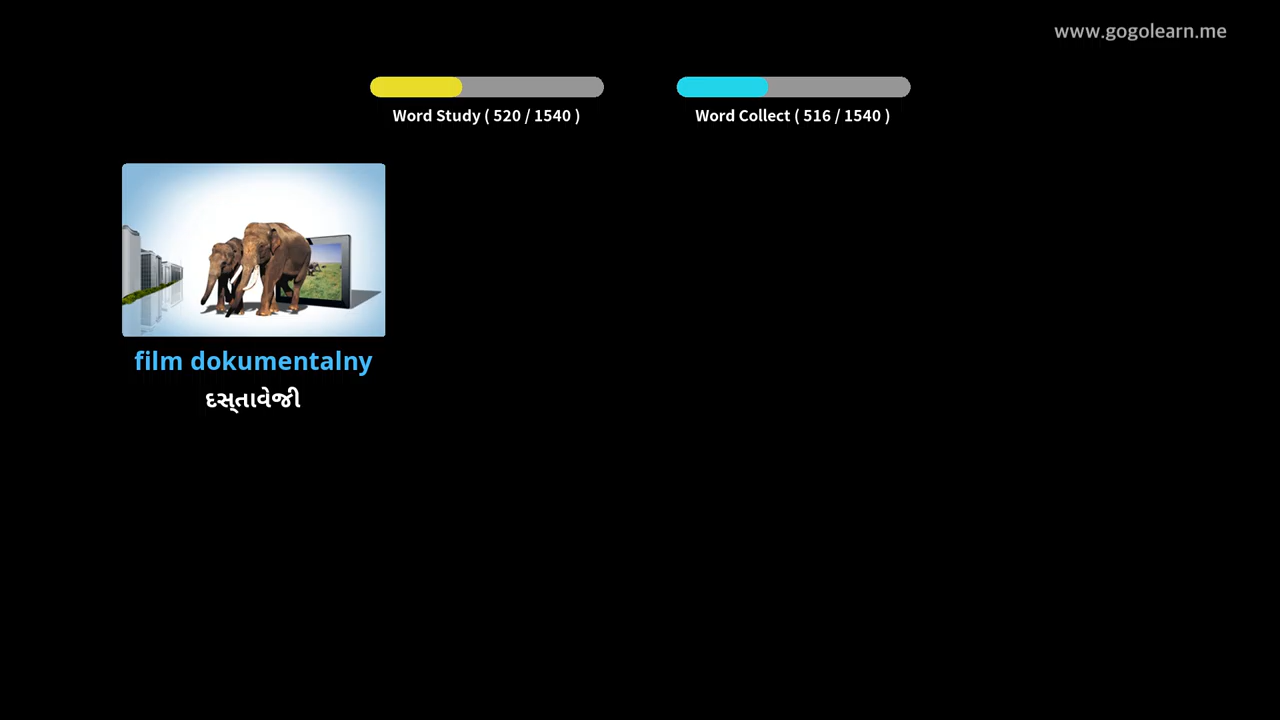 www.gogolearn.me
Word Study ( 520 / 1540 )
Word Collect ( 516 / 1540 )
film dokumentalny
દસ્તાવેજી